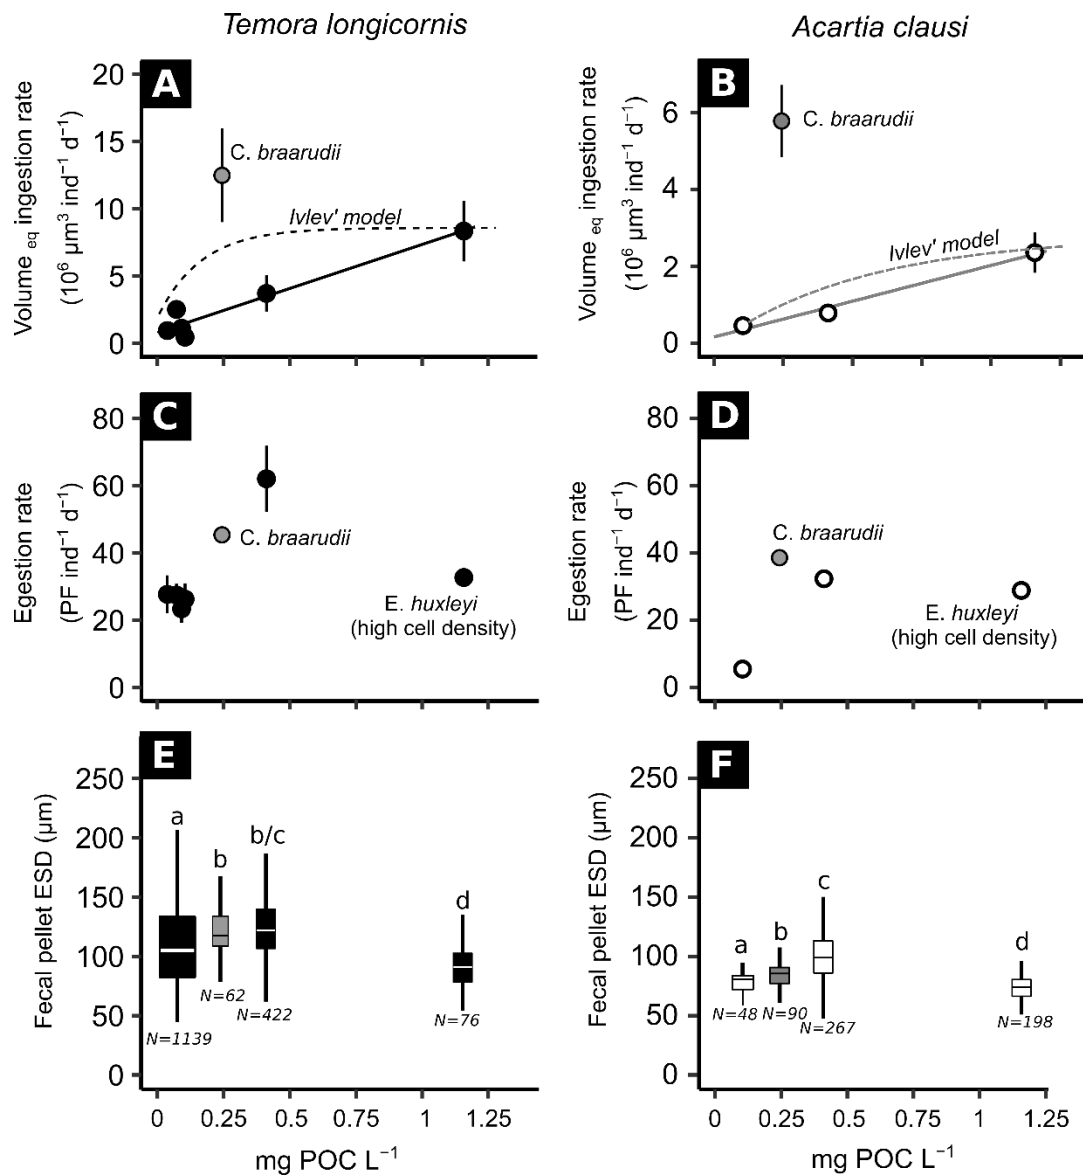 Temora longicornis
Acartia clausi
A
Volume eq ingestion rate
(10⁶ µm³ ind⁻¹ d⁻¹)
20
15
10
5
0
C. braarudii
Ivlev' model
B
Volume eq ingestion rate
(10⁶ µm³ ind⁻¹ d⁻¹)
6
4
2
0
C. braarudii
Ivlev' model
C
Egestion rate
(PF ind⁻¹ d⁻¹)
80
60
40
20
0
C. braarudii
E. huxleyi
(high cell density)
D
Egestion rate
(PF ind⁻¹ d⁻¹)
80
60
40
20
0
C. braarudii
E. huxleyi
(high cell density)
E
Fecal pellet ESD (µm)
250
200
150
100
50
0
a
b
b/c
d
N=1139
N=62
N=422
N=76
0 0.25 0.5 1 1.25
mg POC L⁻¹
F
Fecal pellet ESD (µm)
250
200
150
100
50
0
a
b
c
d
N=48
N=90
N=267
N=198
0 0.25 0.5 1 1.25
mg POC L⁻¹